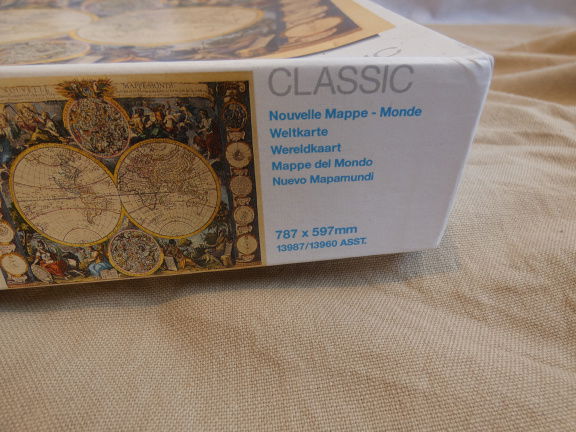 CLASSIC
Nouvelle Mappe - Monde
Weltkarte
Wereldkaart
Mappe del Mondo
Nuevo Mapamundi
787 x 597mm
13987/13960 ASST.